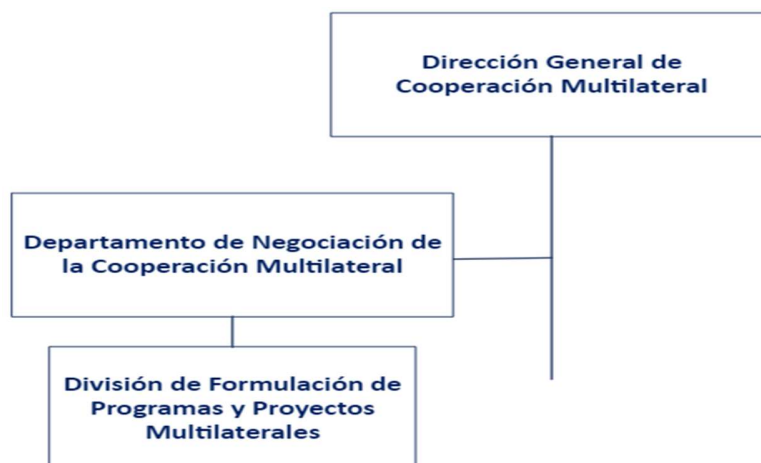 Dirección General de
Cooperación Multilateral
Departamento de Negociación de
la Cooperación Multilateral
División de Formulación de
Programas y Proyectos
Multilaterales